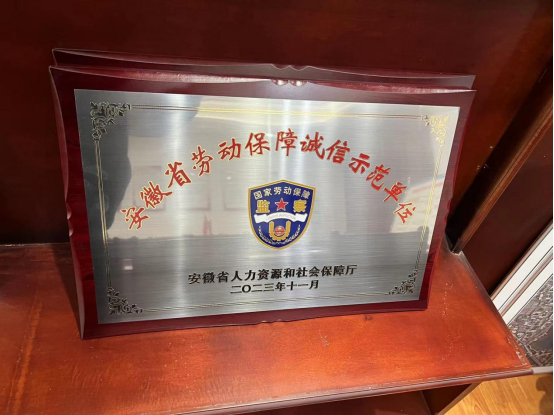 安徽省劳动保障诚信示范单位
国家劳动保障
监察
安徽省人力资源和社会保障厅
二〇二三年十一月